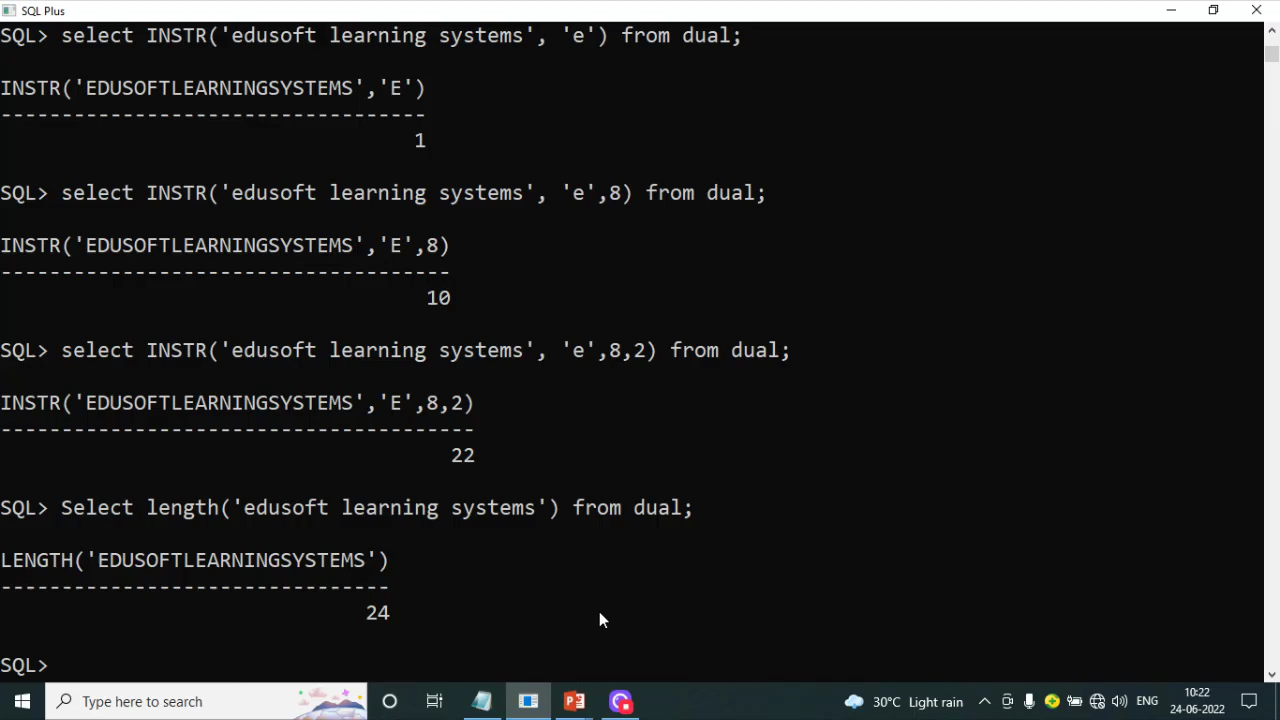 SQL Plus
SQL> select INSTR('edusoft learning systems', 'e') from dual;
INSTR('EDUSOFTLEARNINGSYSTEMS','E')
-----------------------------------
1
SQL> select INSTR('edusoft learning systems', 'e',8) from dual;
INSTR('EDUSOFTLEARNINGSYSTEMS','E',8)
-------------------------------------
10
SQL> select INSTR('edusoft learning systems', 'e',8,2) from dual;
INSTR('EDUSOFTLEARNINGSYSTEMS','E',8,2)
---------------------------------------
22
SQL> Select length('edusoft learning systems') from dual;
LENGTH('EDUSOFTLEARNINGSYSTEMS')
--------------------------------
24
SQL>
Type here to search
30°C Light rain
ENG
10:22
24-06-2022